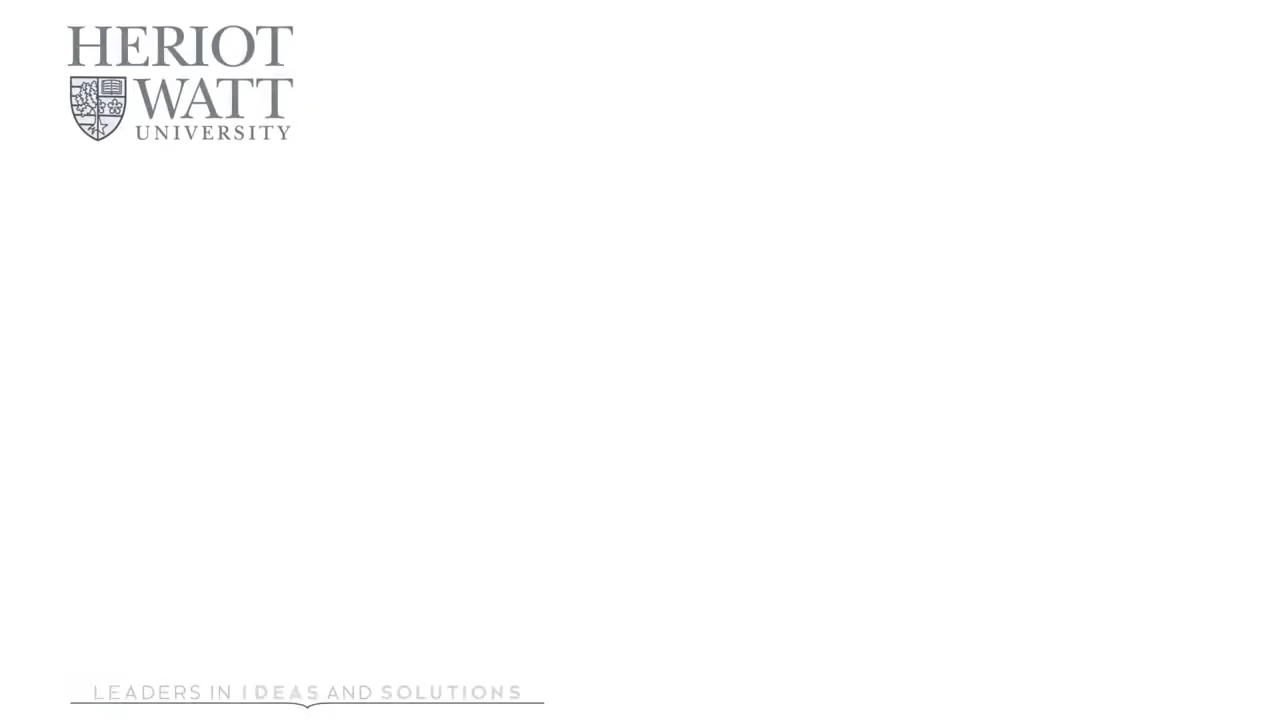 HERIOT
WATT
UNIVERSITY
LEADERS IN IDEAS AND SOLUTIONS